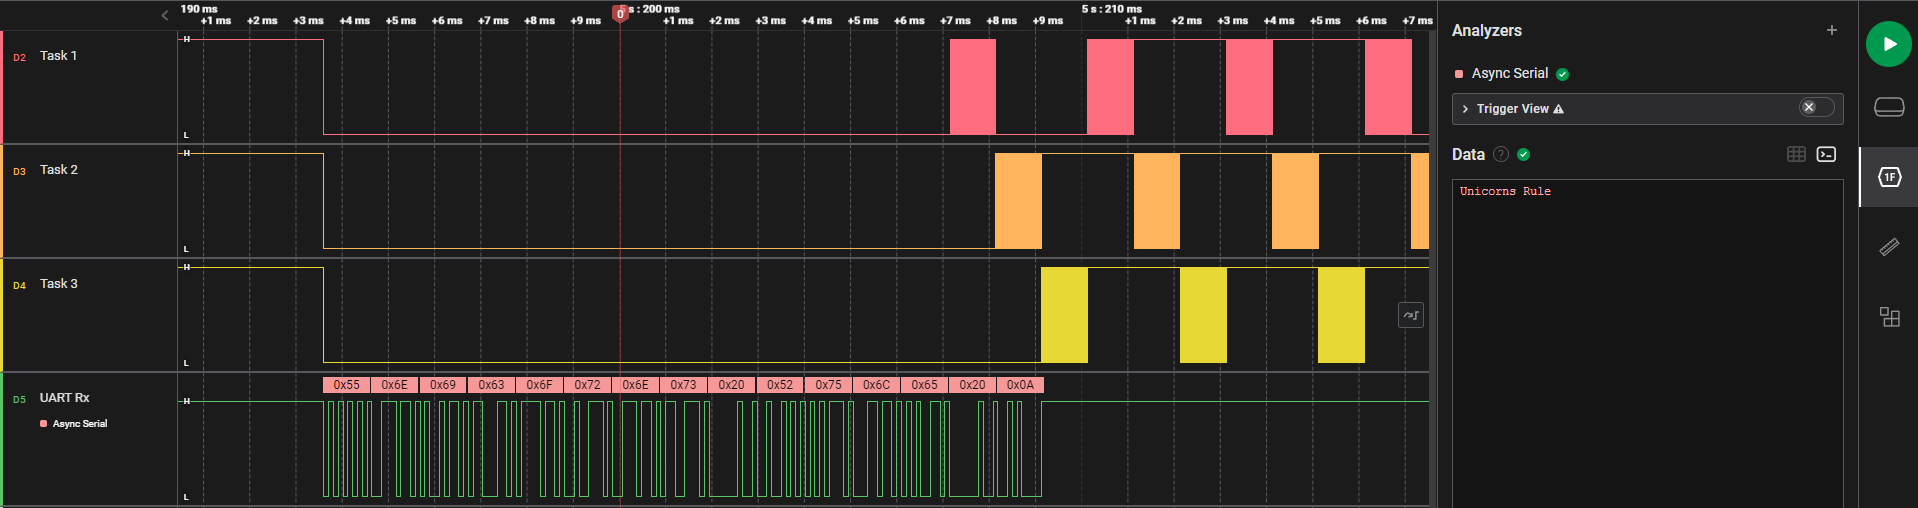 190 ms
+1 ms +2 ms +3 ms +4 ms +5 ms +6 ms +7 ms +8 ms +9 ms
0
s : 200 ms
+1 ms +2 ms +3 ms +4 ms +5 ms +6 ms +7 ms +8 ms +9 ms
5 s : 210 ms
+1 ms +2 ms +3 ms +4 ms +5 ms +6 ms +7 ms
D2 Task 1
H
L
D3 Task 2
H
L
D4 Task 3
H
L
D5 UART Rx
Async Serial
H
L
0x55 0x6E 0x69 0x63 0x6F 0x72 0x6E 0x73 0x20 0x52 0x75 0x6C 0x65 0x20 0x0A
Analyzers
Async Serial
Trigger View
Data ?
Unicorns Rule
1F